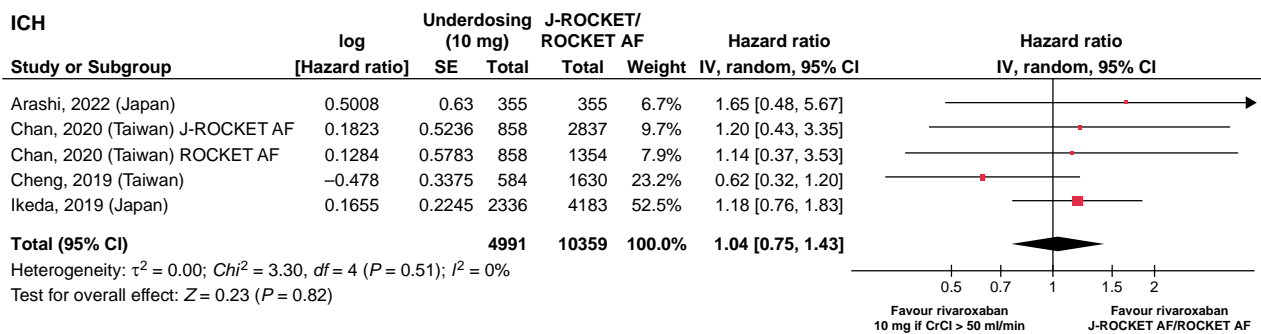 ICH
log [Hazard ratio] SE Underdosing (10 mg) Total J-ROCKET/ ROCKET AF Total Weight Hazard ratio IV, random, 95% CI Hazard ratio IV, random, 95% CI
Study or Subgroup
Arashi, 2022 (Japan) 0.5008 0.63 355 355 6.7% 1.65 [0.48, 5.67]
Chan, 2020 (Taiwan) J-ROCKET AF 0.1823 0.5236 858 2837 9.7% 1.20 [0.43, 3.35]
Chan, 2020 (Taiwan) ROCKET AF 0.1284 0.5783 858 1354 7.9% 1.14 [0.37, 3.53]
Cheng, 2019 (Taiwan) –0.478 0.3375 584 1630 23.2% 0.62 [0.32, 1.20]
Ikeda, 2019 (Japan) 0.1655 0.2245 2336 4183 52.5% 1.18 [0.76, 1.83]
Total (95% CI) 4991 10359 100.0% 1.04 [0.75, 1.43]
Heterogeneity: τ² = 0.00; Chi² = 3.30, df = 4 (P = 0.51); I² = 0%
Test for overall effect: Z = 0.23 (P = 0.82)
0.5 0.7 1 1.5 2
Favour rivaroxaban Favour rivaroxaban
10 mg if CrCl > 50 ml/min J-ROCKET AF/ROCKET AF